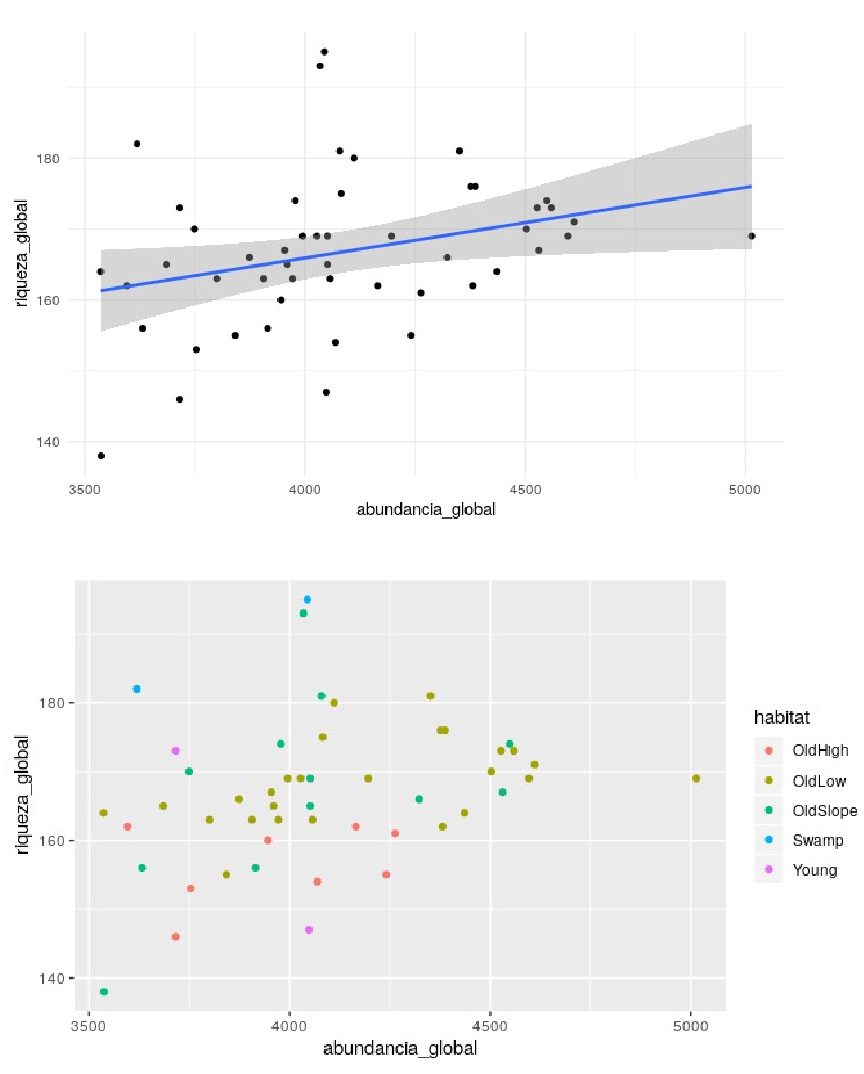 180
160
140
riqueza_global
3500 4000 4500 5000
abundancia_global
180
160
140
riqueza_global
3500 4000 4500 5000
abundancia_global
habitat
OldHigh
OldLow
OldSlope
Swamp
Young